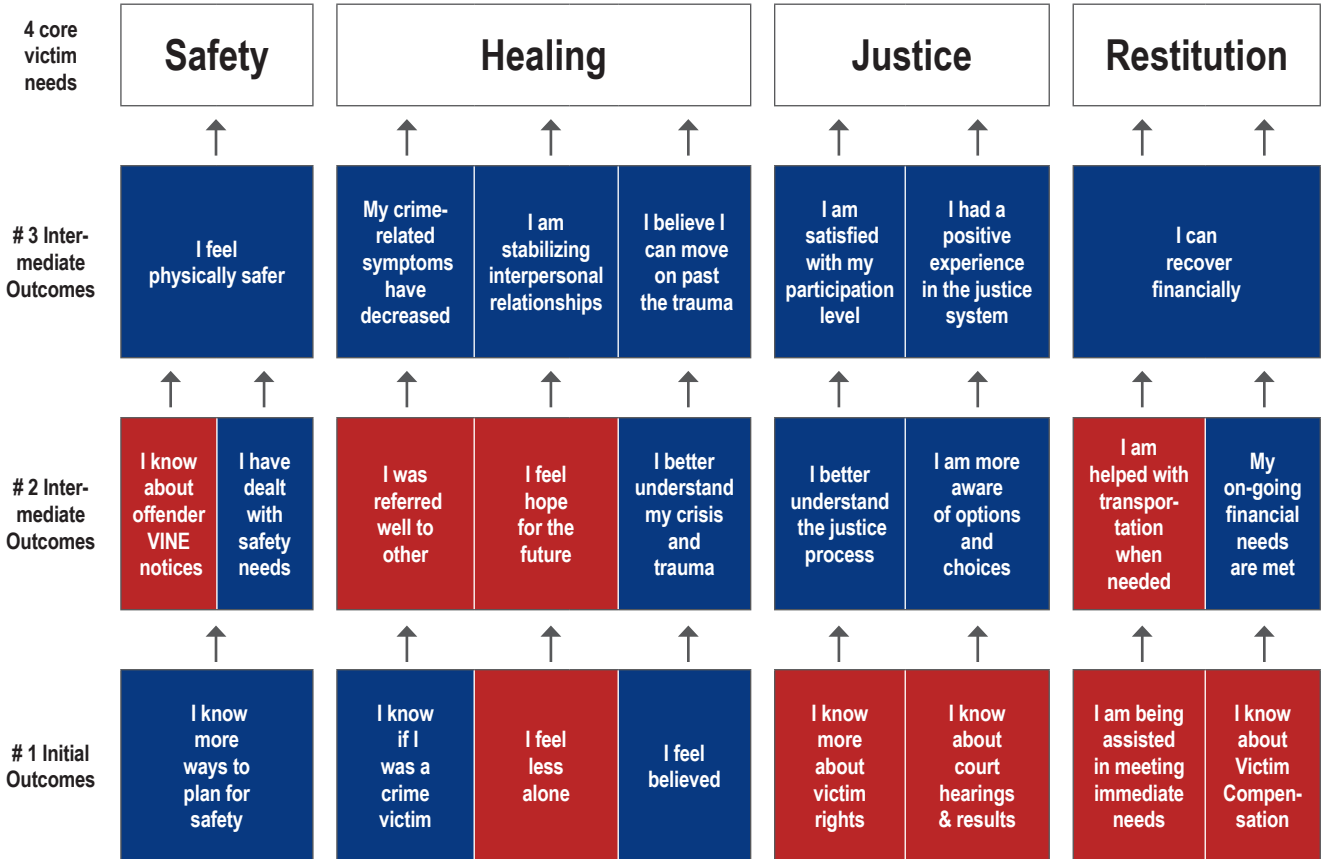 4 core
victim
needs
Safety
Healing
Justice
Restitution
# 3 Inter-
mediate
Outcomes
I feel
physically safer
My crime-
related
symptoms
have
decreased
I am
stabilizing
interpersonal
relationships
I believe I
can move
on past
the trauma
I am
satisfied
with my
participation
level
I had a
positive
experience
in the justice
system
I can
recover
financially
# 2 Inter-
mediate
Outcomes
I know
about
offender
VINE
notices
I have
dealt
with
safety
needs
I was
referred
well to
other
I feel
hope
for the
future
I better
understand
my crisis
and
trauma
I better
understand
the justice
process
I am more
aware
of options
and
choices
I am
helped with
transpor-
tation
when
needed
My
on-going
financial
needs
are met
# 1 Initial
Outcomes
I know
more
ways to
plan for
safety
I know
if I
was a
crime
victim
I feel
less
alone
I feel
believed
I know
more
about
victim
rights
I know
about
court
hearings
& results
I am being
assisted
in meeting
immediate
needs
I know
about
Victim
Compen-
sation